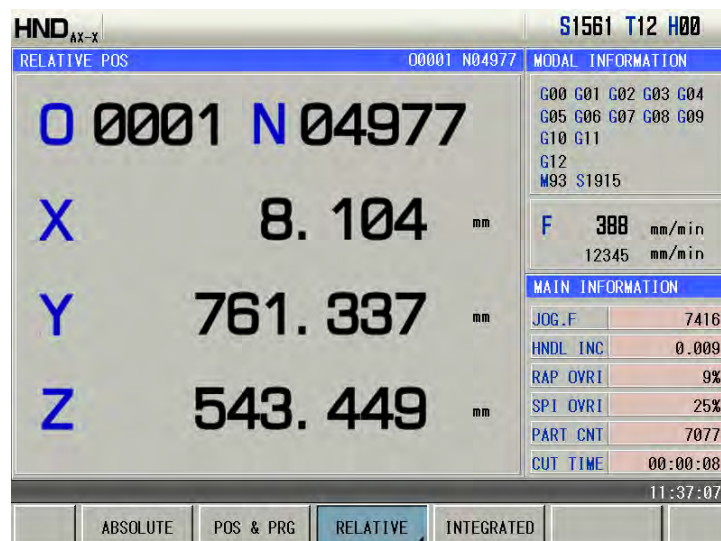 HND AX-X S1561 T12 H00
RELATIVE POS O0001 N04977
O 0001 N 04977
X 8.104 mm
Y 761.337 mm
Z 543.449 mm
MODAL INFORMATION
G00 G01 G02 G03 G04
G05 G06 G07 G08 G09
G10 G11
G12
M93 S1915
F 388 mm/min
12345 mm/min
MAIN INFORMATION
JOG.F 7416
HNDL INC 0.009
RAP OVRI 9%
SPI OVRI 25%
PART CNT 7077
CUT TIME 00:00:08
11:37:07
ABSOLUTE POS & PRG RELATIVE INTEGRATED